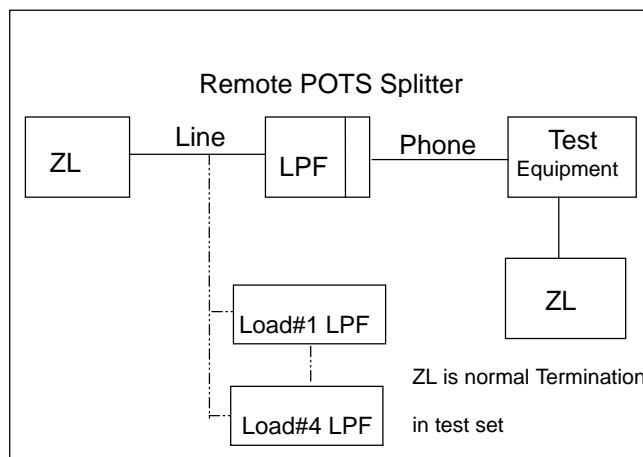 Remote POTS Splitter
ZL
Line
LPF
Phone
Test
Equipment
ZL
Load#1 LPF
Load#4 LPF
ZL is normal Termination
in test set